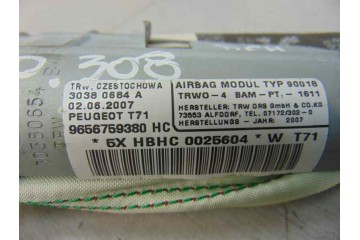 308
TRW, CZESTOCHOWA
3038 0684 A
02.06.2007
PEUGEOT T71
9656759380 HC
AIRBAG MODUL TYP 90018
TRWO-4 BAM-PT.-1611
HERSTELLER: TRW ORS GmbH & CO.KG
73553 ALFDORF, TEL. 07172/302-0
HERSTELLUNGS - JAHR: 2007
* 5X HBHC 0025604 * W T71